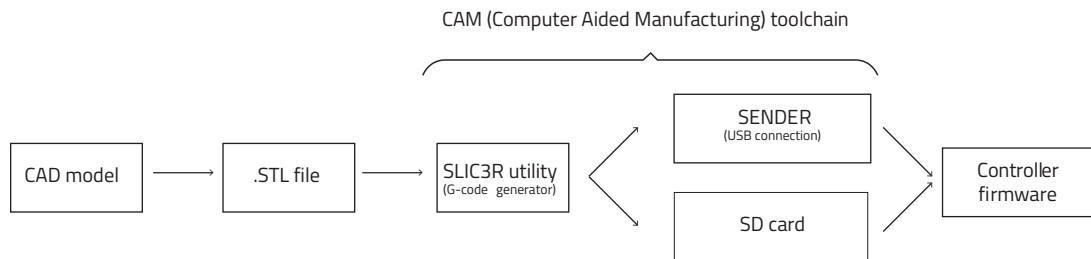 CAM (Computer Aided Manufacturing) toolchain
CAD model
.STL file
SLIC3R utility
(G-code generator)
SENDER
(USB connection)
SD card
Controller
firmware